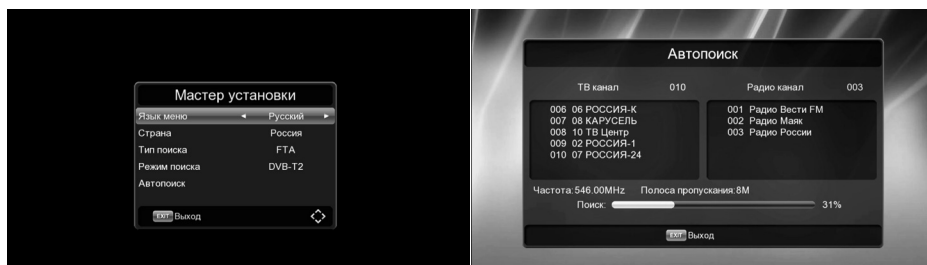 Мастер установки
Язык меню Русский
Страна Россия
Тип поиска FTA
Режим поиска DVB-T2
Автопоиск
EXIT Выход
Автопоиск
ТВ канал 010 Радио канал 003
006 06 РОССИЯ-К
007 08 КАРУСЕЛЬ
008 10 ТВ Центр
009 02 РОССИЯ-1
010 07 РОССИЯ-24
001 Радио Вести FM
002 Радио Маяк
003 Радио России
Частота:546.00MHz Полоса пропускания:8M
Поиск: 31%
EXIT Выход